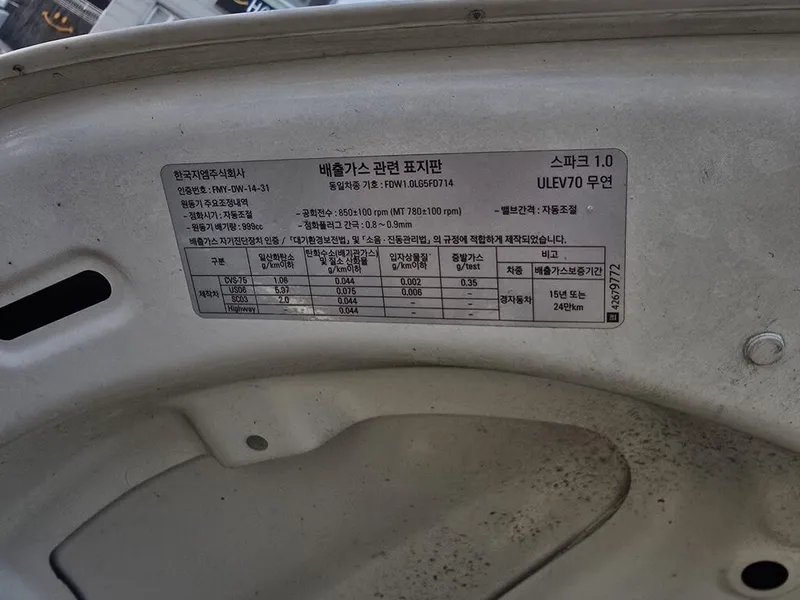 한국지엠주식회사
배출가스 관련 표지판
스파크 1.0
인증번호 : FMY-DW-14-31
동일차종 기호 : FDW1.0LG5FD714
ULEV70 무연
원동기 주요조정내역
- 점화시기 : 자동조절
- 공회전수 : 850±100 rpm (MT 780±100 rpm)
- 밸브간격 : 자동조절
- 원동기 배기량 : 999cc
- 점화플러그 간극 : 0.8~0.9mm
배출가스 자기진단장치 인증 / 「대기환경보전법」 및 「소음·진동관리법」의 규정에 적합하게 제작되었습니다.
구분 일산화탄소 g/km이하 탄화수소(배기관가스) 및 질소 산화물 g/km이하 입자상물질 g/km이하 증발가스 g/test 비고
차종 배출가스보증기간
제작차 CVS-75 1.06 0.044 0.002 0.35 경자동차 15년 또는 24만km
US06 5.97 0.075 0.006 -
SC03 2.0 0.044 - -
Highway - 0.044 - -
42679772